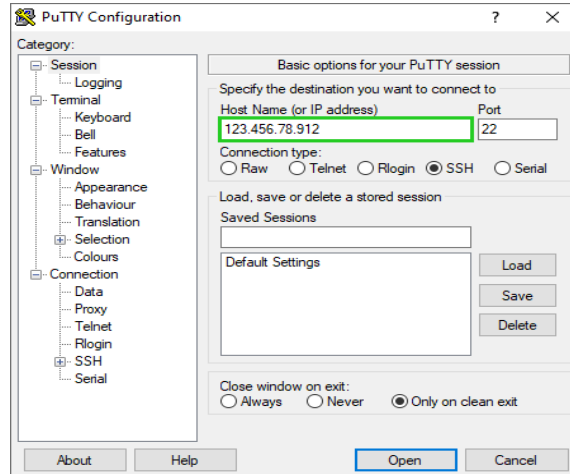 PuTTY Configuration
Category:
Session
Logging
Terminal
Keyboard
Bell
Features
Window
Appearance
Behaviour
Translation
Selection
Colours
Connection
Data
Proxy
Telnet
Rlogin
SSH
Serial
Basic options for your PuTTY session
Specify the destination you want to connect to
Host Name (or IP address) Port
123.456.78.912 22
Connection type:
Raw Telnet Rlogin SSH Serial
Load, save or delete a stored session
Saved Sessions
Default Settings
Load
Save
Delete
Close window on exit:
Always Never Only on clean exit
About Help Open Cancel